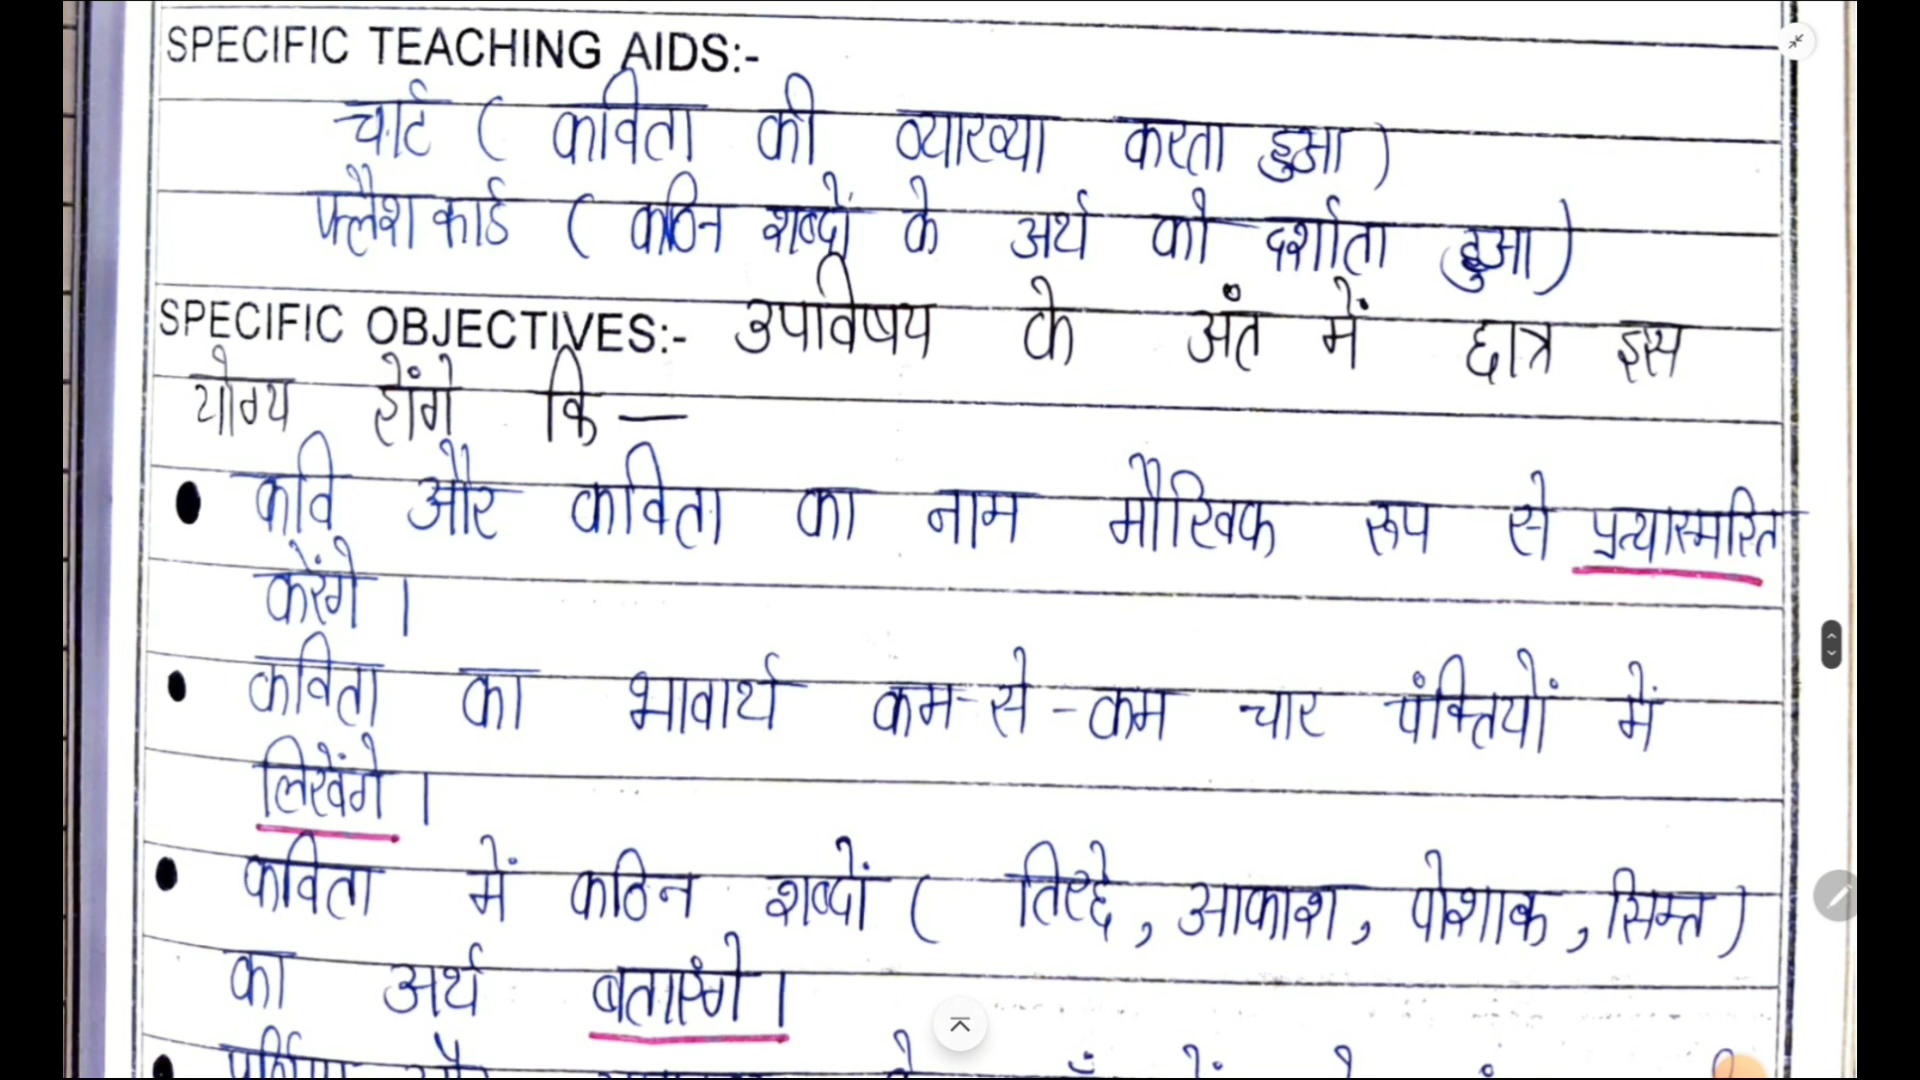 SPECIFIC TEACHING AIDS:-
चार्ट ( कविता की व्याख्या करता हुआ )
फ्लैश कार्ड ( कठिन शब्दों के अर्थ को दर्शाता हुआ )
SPECIFIC OBJECTIVES:- उपविषय के अंत में छात्र इस
योग्य होंगे कि —
● कवि और कविता का नाम मौखिक रूप से प्रत्यास्मरित
करेंगे ।
● कविता का भावार्थ कम-से-कम चार पंक्तियों में
लिखेंगे ।
● कविता में कठिन शब्दों ( तिरछे , आकाश , पोशाक , सिम्त )
का अर्थ बताएंगे ।